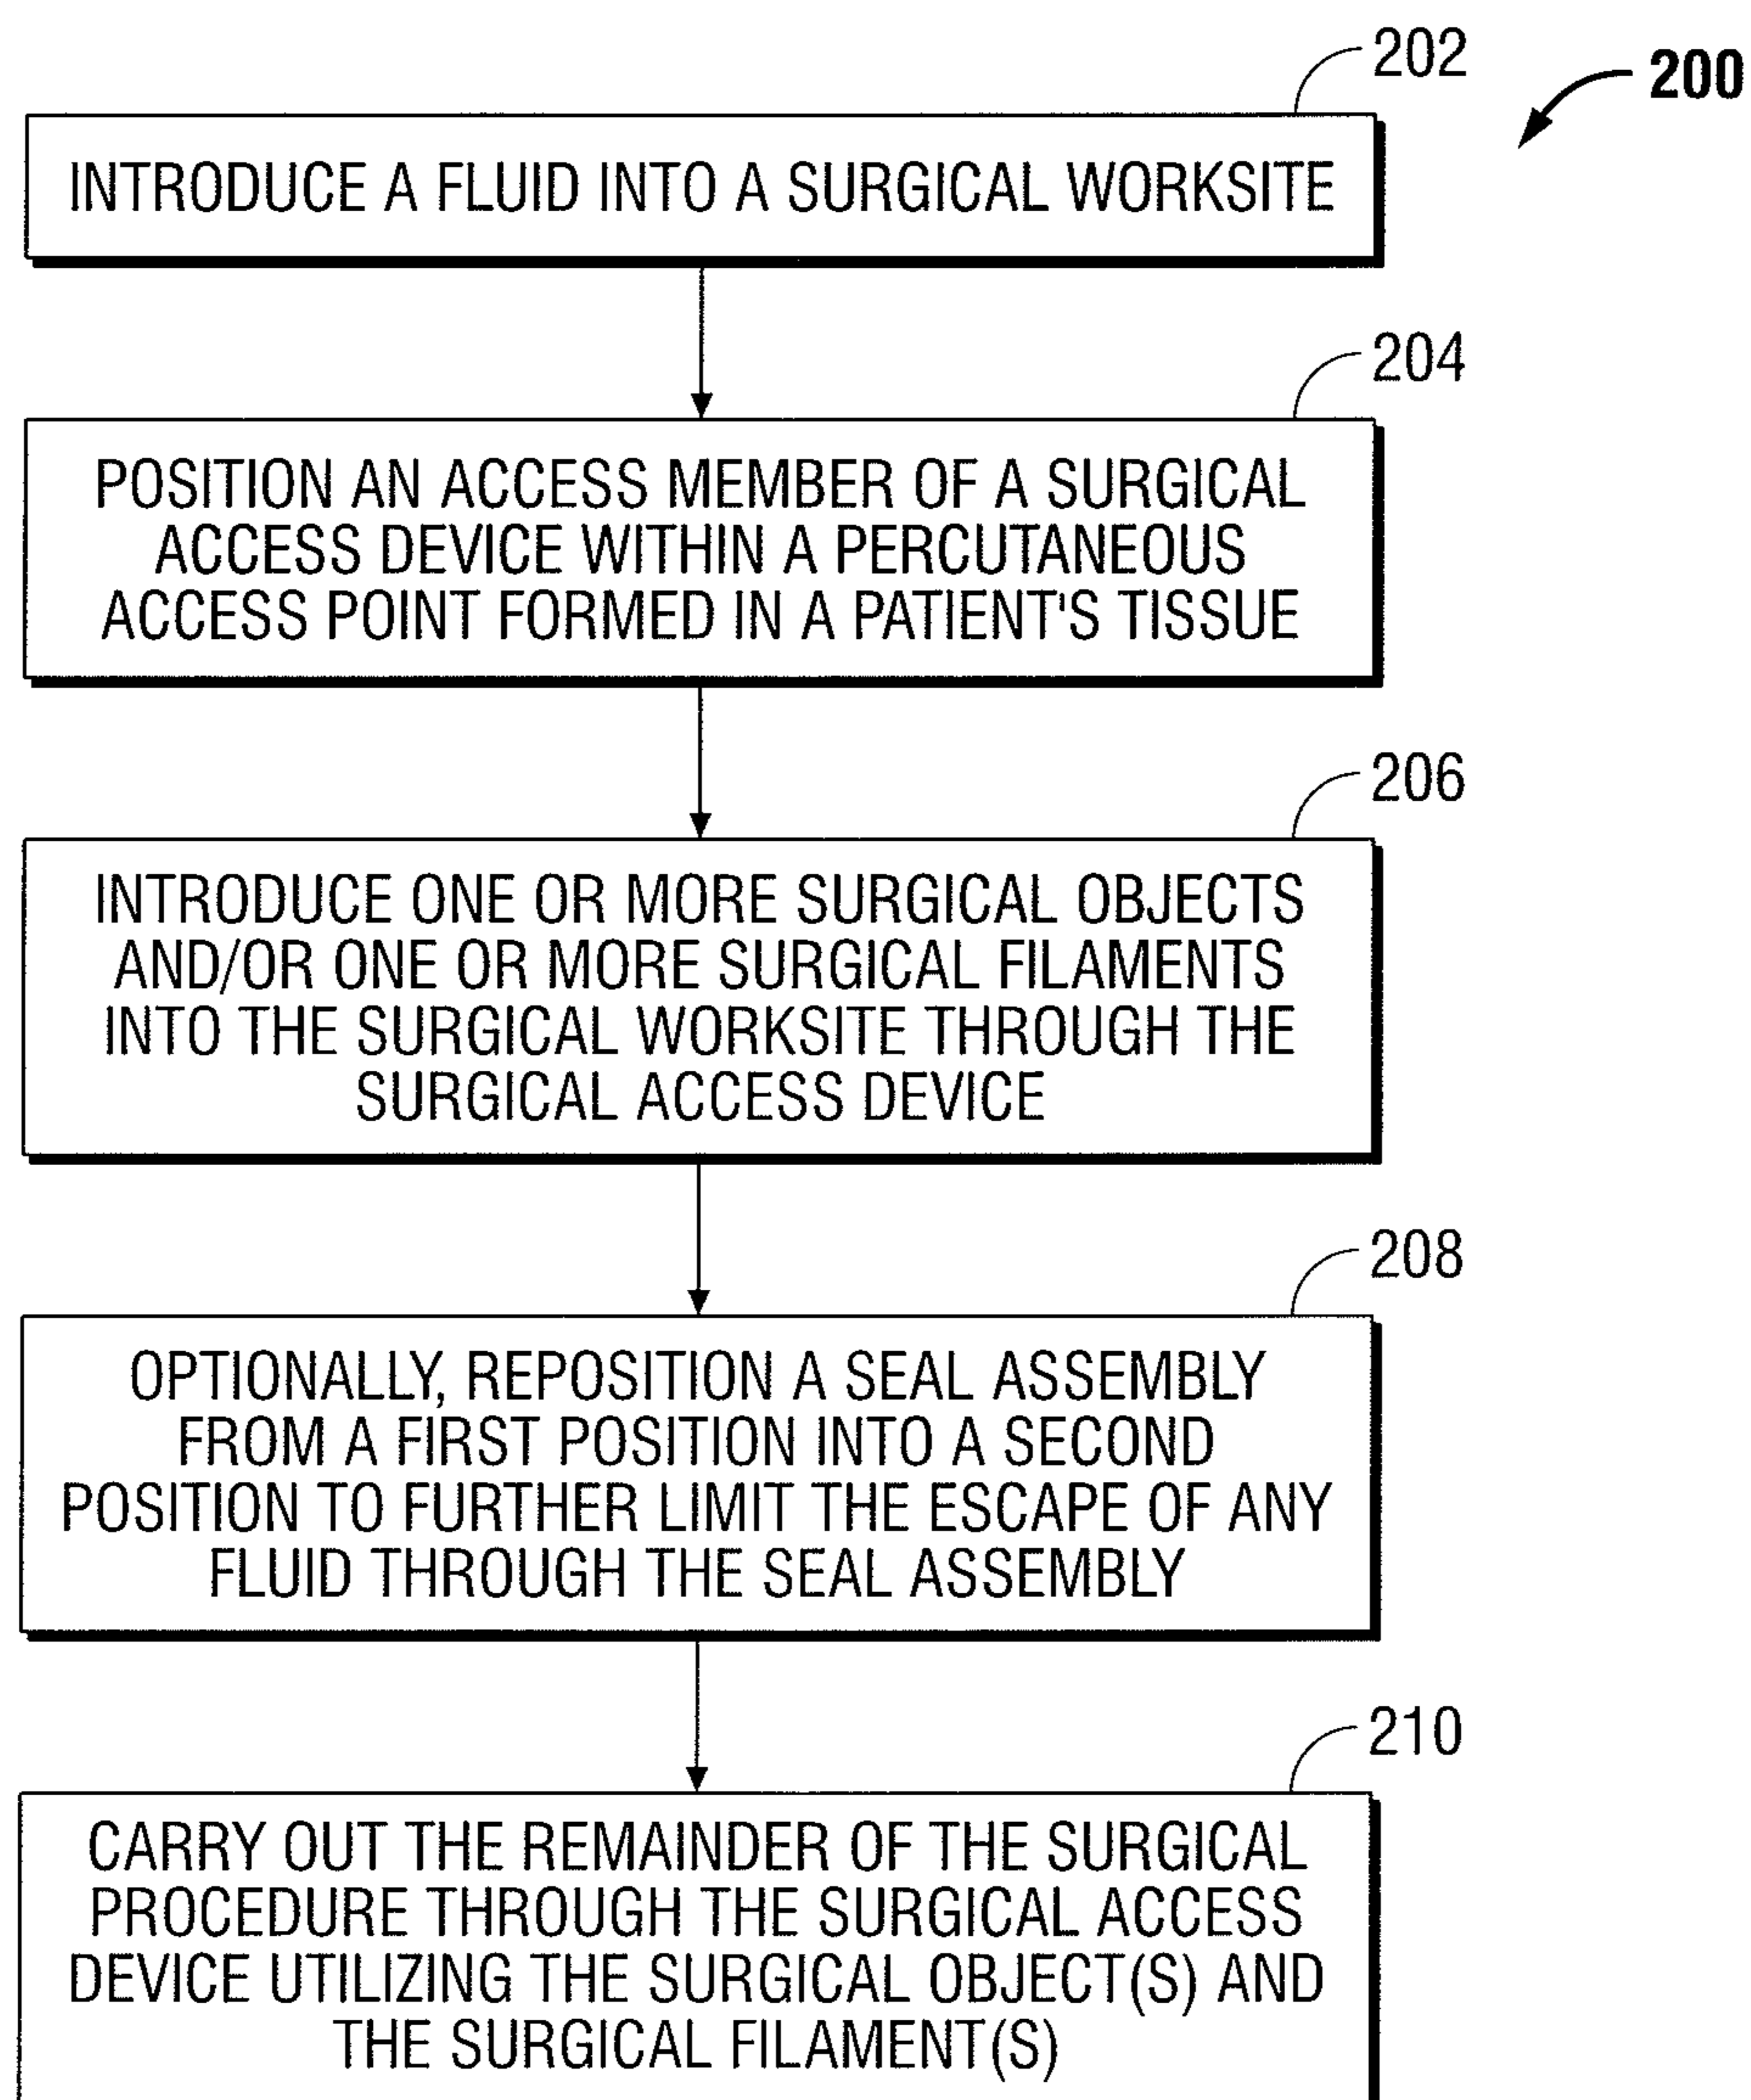 202
200
INTRODUCE A FLUID INTO A SURGICAL WORKSITE
204
POSITION AN ACCESS MEMBER OF A SURGICAL
ACCESS DEVICE WITHIN A PERCUTANEOUS
ACCESS POINT FORMED IN A PATIENT'S TISSUE
206
INTRODUCE ONE OR MORE SURGICAL OBJECTS
AND/OR ONE OR MORE SURGICAL FILAMENTS
INTO THE SURGICAL WORKSITE THROUGH THE
SURGICAL ACCESS DEVICE
208
OPTIONALLY, REPOSITION A SEAL ASSEMBLY
FROM A FIRST POSITION INTO A SECOND
POSITION TO FURTHER LIMIT THE ESCAPE OF ANY
FLUID THROUGH THE SEAL ASSEMBLY
210
CARRY OUT THE REMAINDER OF THE SURGICAL
PROCEDURE THROUGH THE SURGICAL ACCESS
DEVICE UTILIZING THE SURGICAL OBJECT(S) AND
THE SURGICAL FILAMENT(S)